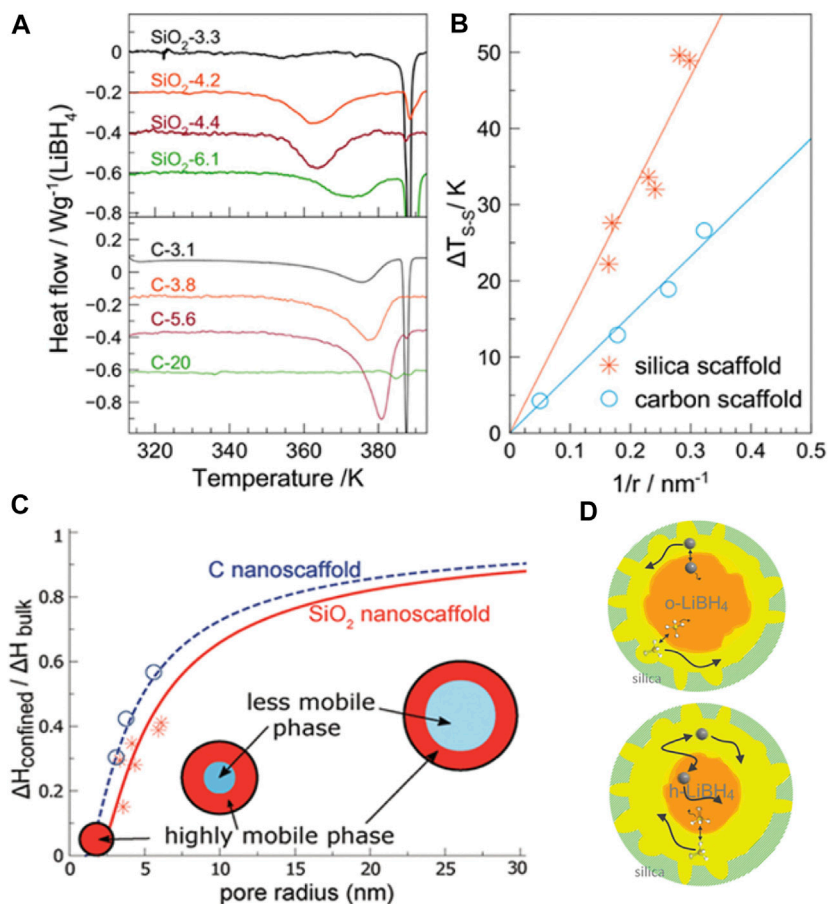 A
SiO₂-3.3
SiO₂-4.2
SiO₂-4.4
SiO₂-6.1
0
−0.2
−0.4
−0.6
−0.8
C-3.1
C-3.8
C-5.6
C-20
0.2
0
−0.2
−0.4
−0.6
−0.8
Heat flow / Wg⁻¹(LiBH₄)
320 340 360 380
Temperature /K
B
50
40
30
20
10
0
ΔT_S-S / K
silica scaffold
carbon scaffold
0 0.1 0.2 0.3 0.4 0.5
1/r / nm⁻¹
C
1
0.8
0.6
0.4
0.2
0
ΔH_confined / ΔH_bulk
C nanoscaffold
SiO₂ nanoscaffold
less mobile
phase
highly mobile phase
0 5 10 15 20 25 30
pore radius (nm)
D
o-LiBH₄
silica
h-LiBH₄
silica